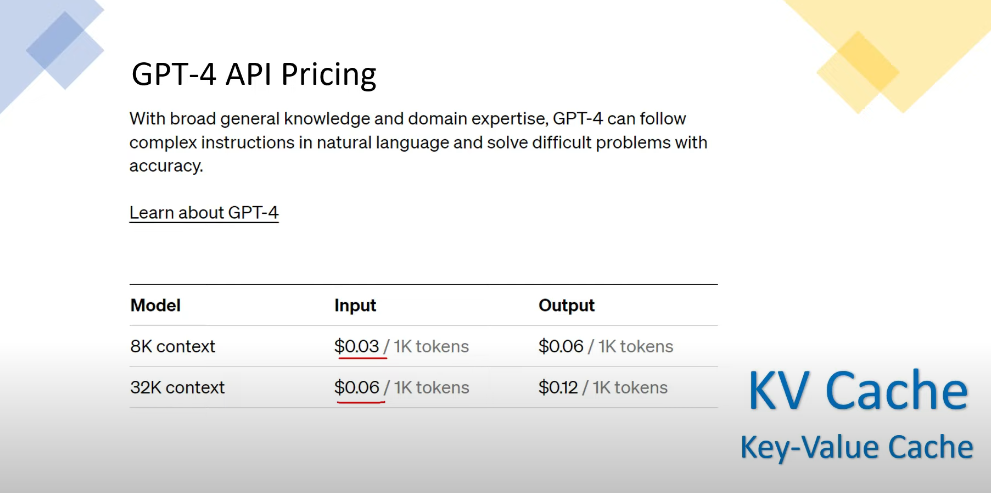 GPT-4 API Pricing
With broad general knowledge and domain expertise, GPT-4 can follow
complex instructions in natural language and solve difficult problems with
accuracy.
Learn about GPT-4
Model Input Output
8K context $0.03 / 1K tokens $0.06 / 1K tokens
32K context $0.06 / 1K tokens $0.12 / 1K tokens
KV Cache
Key-Value Cache